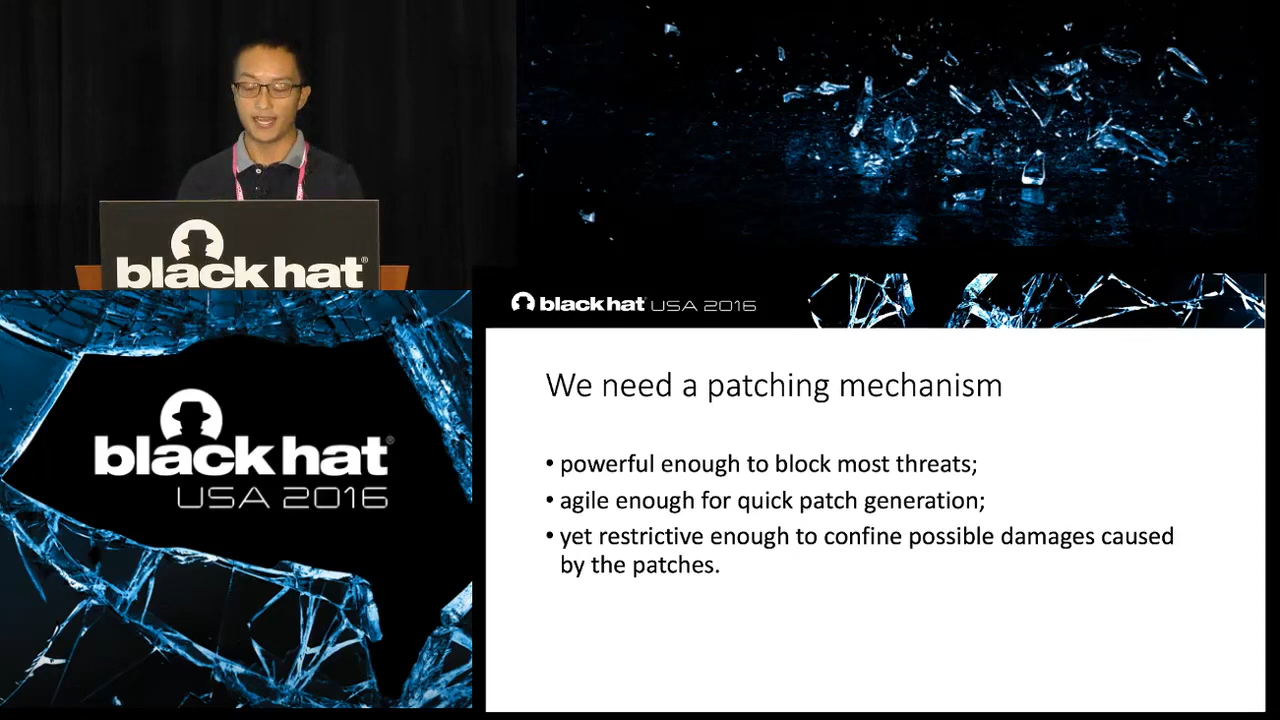 black hat®
black hat®
USA 2016
black hat® USA 2016
We need a patching mechanism
• powerful enough to block most threats;
• agile enough for quick patch generation;
• yet restrictive enough to confine possible damages caused
by the patches.